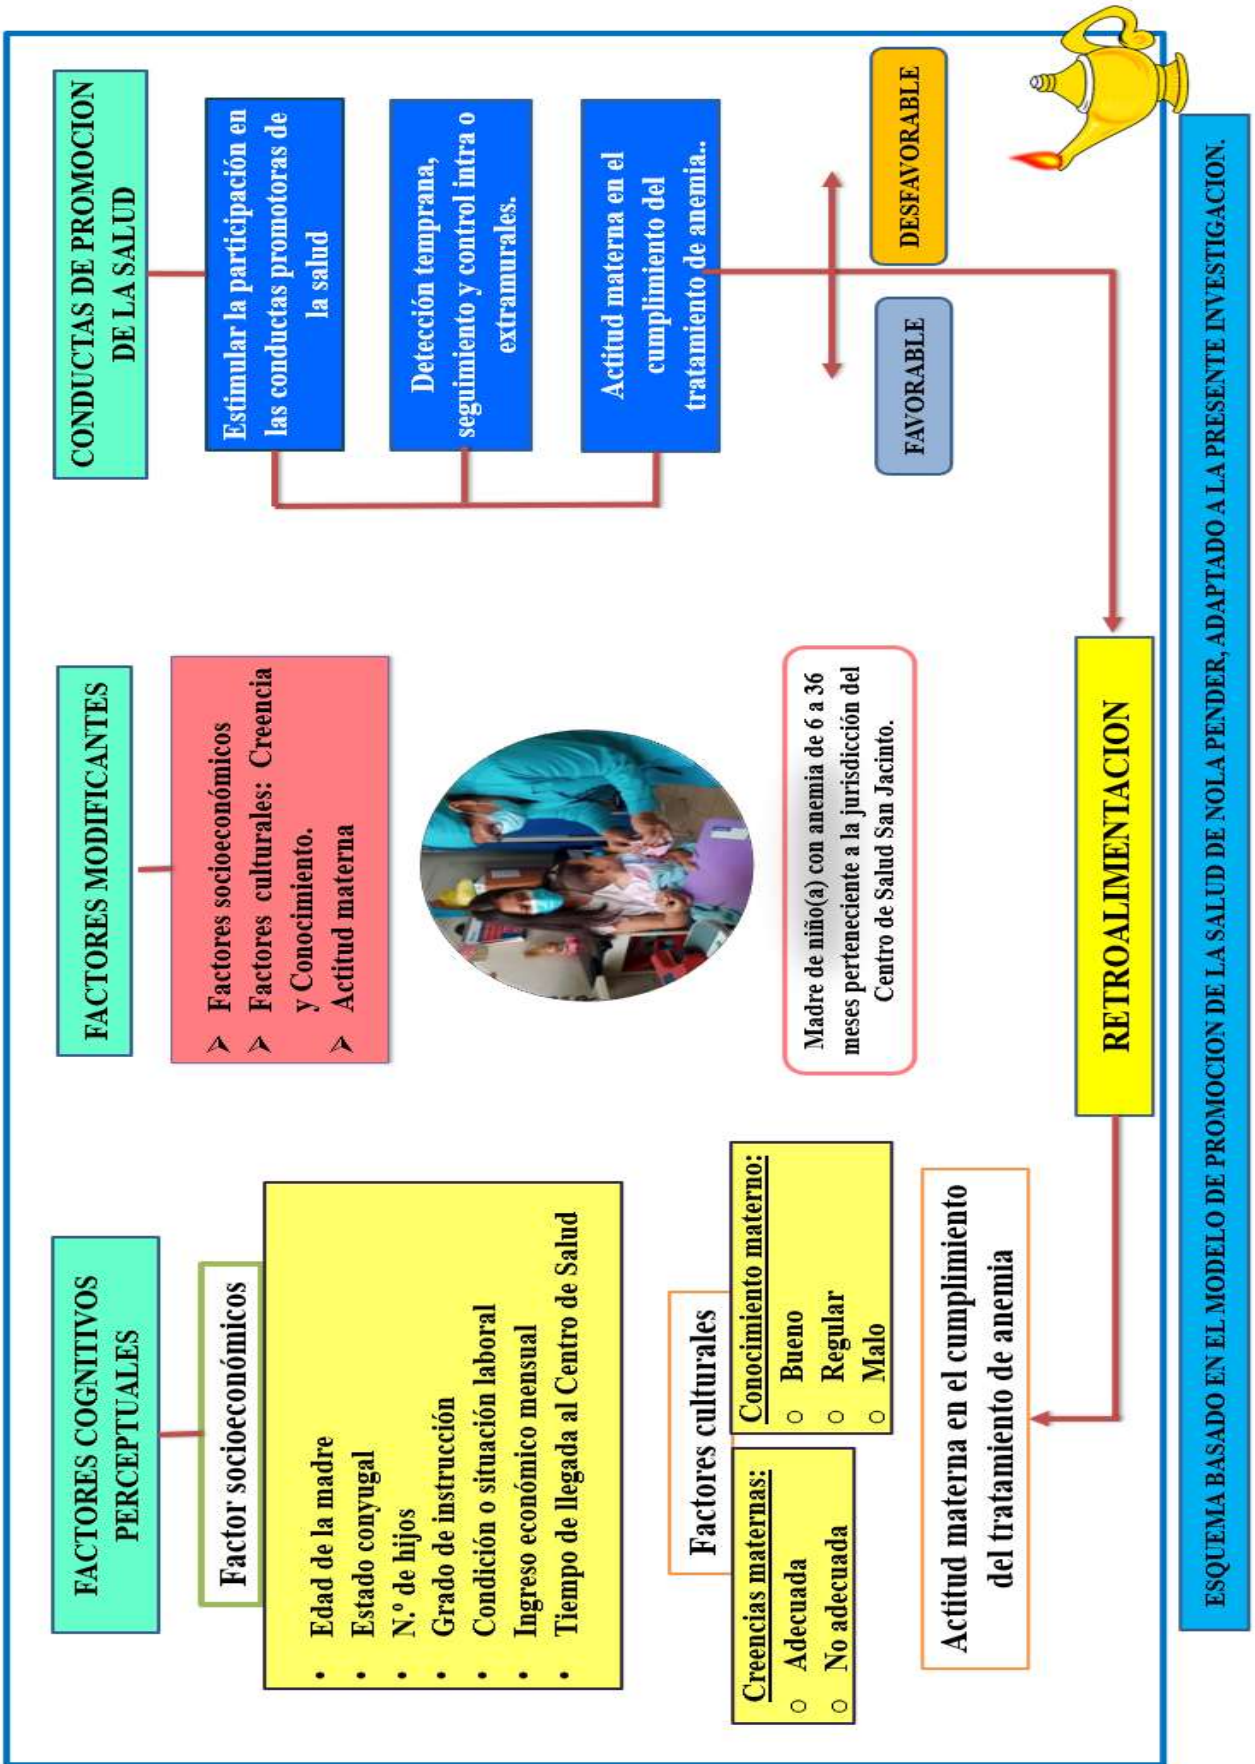 FACTORES COGNITIVOS
PERCEPTUALES
Factor socioeconómicos
• Edad de la madre
• Estado conyugal
• N.º de hijos
• Grado de instrucción
• Condición o situación laboral
• Ingreso económico mensual
• Tiempo de llegada al Centro de Salud
Factores culturales
Creencias maternas:
○ Adecuada
○ No adecuada
Conocimiento materno:
○ Bueno
○ Regular
○ Malo
Actitud materna en el cumplimiento
del tratamiento de anemia
FACTORES MODIFICANTES
➢ Factores socioeconómicos
➢ Factores culturales: Creencia
y Conocimiento.
➢ Actitud materna
Madre de niño(a) con anemia de 6 a 36
meses perteneciente a la jurisdicción del
Centro de Salud San Jacinto.
RETROALIMENTACION
CONDUCTAS DE PROMOCION
DE LA SALUD
Estimular la participación en
las conductas promotoras de
la salud
Detección temprana,
seguimiento y control intra o
extramurales.
Actitud materna en el
cumplimiento del
tratamiento de anemia..
FAVORABLE
DESFAVORABLE
ESQUEMA BASADO EN EL MODELO DE PROMOCION DE LA SALUD DE NOLA PENDER, ADAPTADO A LA PRESENTE INVESTIGACION.